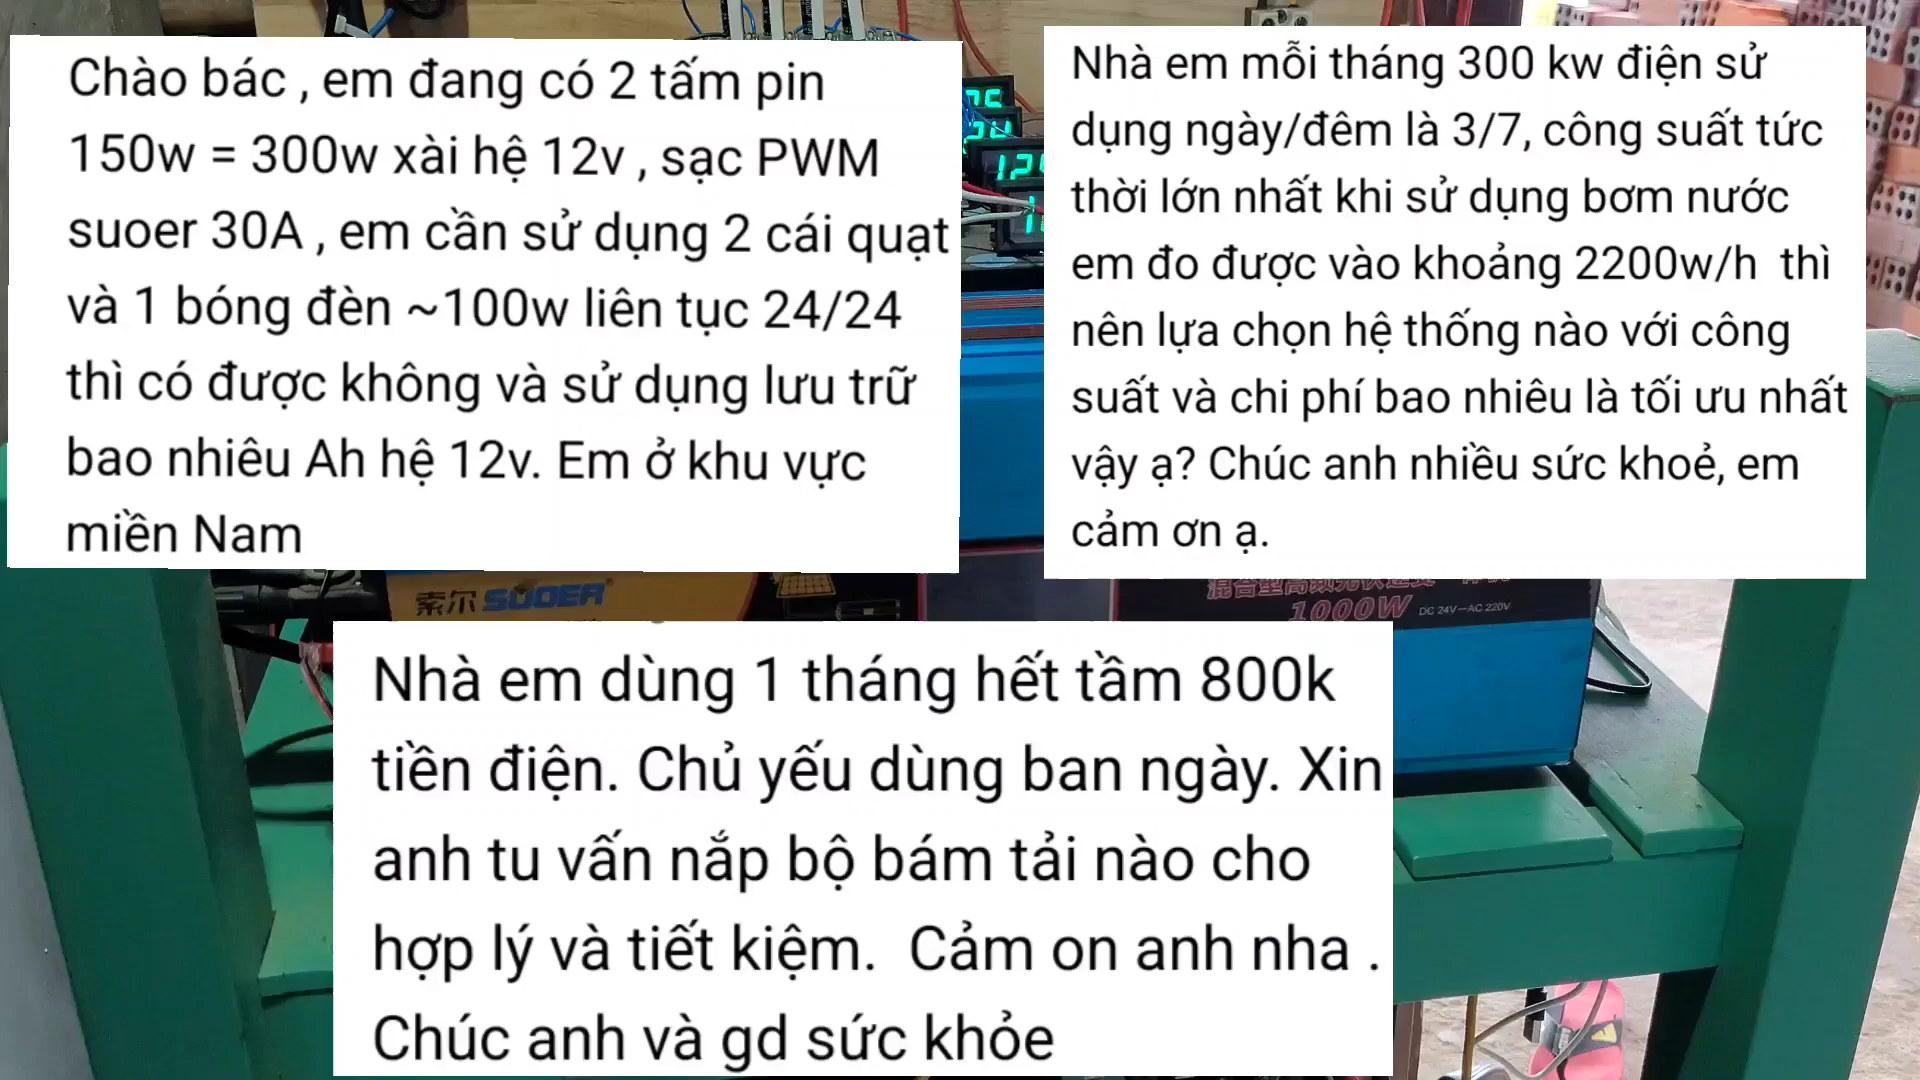 Chào bác , em đang có 2 tấm pin
150w = 300w xài hệ 12v , sạc PWM
suoer 30A , em cần sử dụng 2 cái quạt
và 1 bóng đèn ~100w liên tục 24/24
thì có được không và sử dụng lưu trữ
bao nhiêu Ah hệ 12v. Em ở khu vực
miền Nam
Nhà em mỗi tháng 300 kw điện sử
dụng ngày/đêm là 3/7, công suất tức
thời lớn nhất khi sử dụng bơm nước
em đo được vào khoảng 2200w/h thì
nên lựa chọn hệ thống nào với công
suất và chi phí bao nhiêu là tối ưu nhất
vậy ạ? Chúc anh nhiều sức khoẻ, em
cảm ơn ạ.
索尔 SUOER
1000W DC 24V—AC 220V
Nhà em dùng 1 tháng hết tầm 800k
tiền điện. Chủ yếu dùng ban ngày. Xin
anh tu vấn nắp bộ bám tải nào cho
hợp lý và tiết kiệm. Cảm on anh nha .
Chúc anh và gd sức khỏe